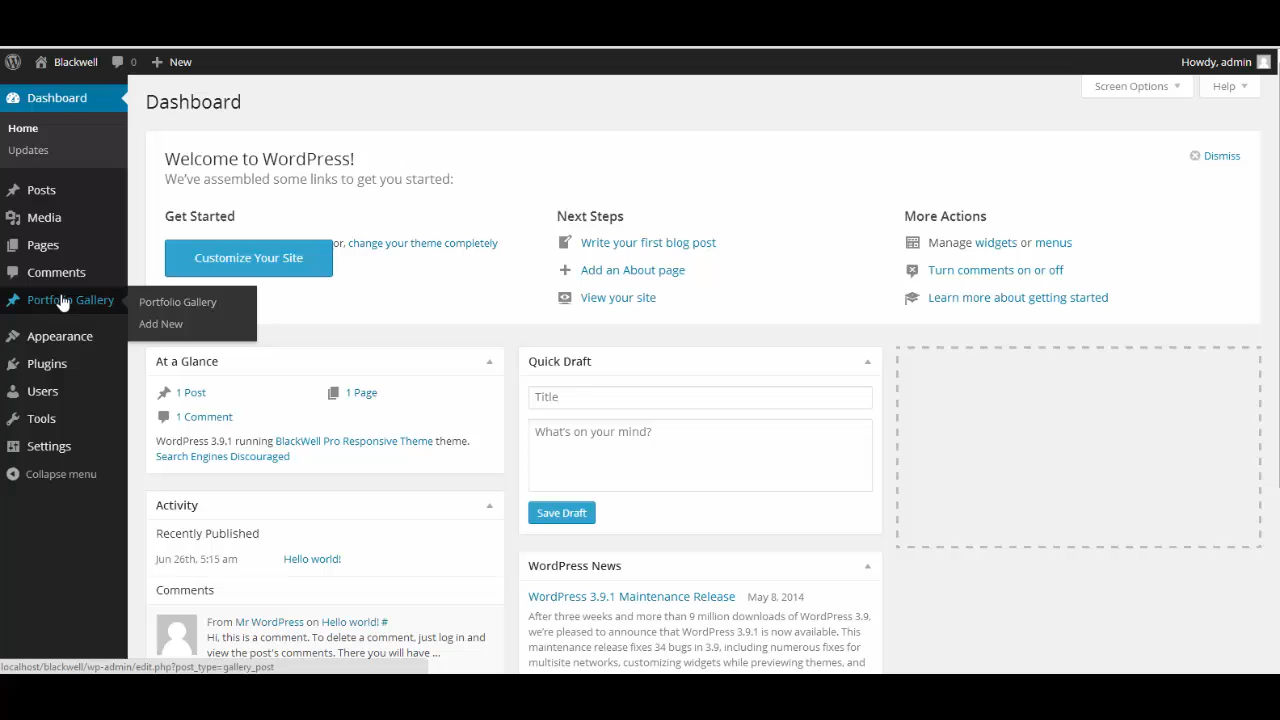 Blackwell 0 New Howdy, admin
Dashboard
Home
Updates
Posts
Media
Pages
Comments
Portfolio Gallery
Portfolio Gallery
Add New
Appearance
Plugins
Users
Tools
Settings
Collapse menu
Screen Options Help
Dashboard
Welcome to WordPress!
We've assembled some links to get you started:
Dismiss
Get Started
Customize Your Site
or, change your theme completely
Next Steps
Write your first blog post
Add an About page
View your site
More Actions
Manage widgets or menus
Turn comments on or off
Learn more about getting started
At a Glance
1 Post 1 Page
1 Comment
WordPress 3.9.1 running BlackWell Pro Responsive Theme theme.
Search Engines Discouraged
Activity
Recently Published
Jun 26th, 5:15 am Hello world!
Comments
From Mr WordPress on Hello world! #
Hi, this is a comment. To delete a comment, just log in and
view the post's comments. There you will have ...
Quick Draft
Title
What's on your mind?
Save Draft
WordPress News
WordPress 3.9.1 Maintenance Release May 8, 2014
After three weeks and more than 9 million downloads of WordPress 3.9,
we're pleased to announce that WordPress 3.9.1 is now available. This
maintenance release fixes 34 bugs in 3.9, including numerous fixes for
multisite networks, customizing widgets while previewing themes, and
localhost/blackwell/wp-admin/edit.php?post_type=gallery_post